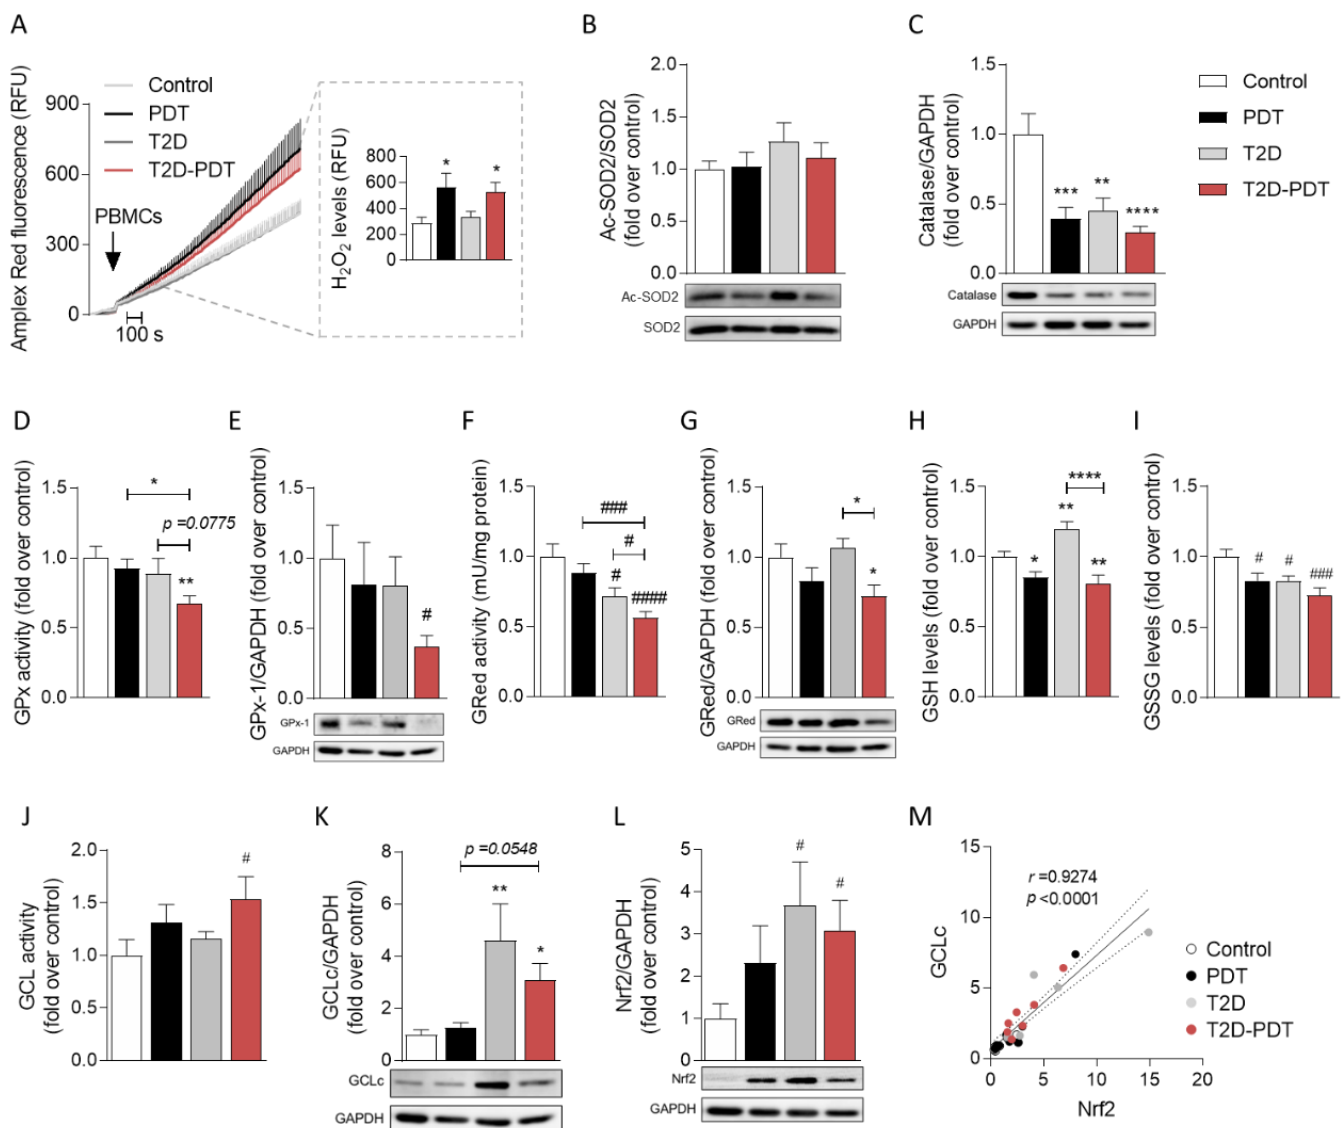 A
Amplex Red fluorescence (RFU)
900
600
300
0
Control
PDT
T2D
T2D-PDT
PBMCs
100 s
H2O2 levels (RFU)
800
600
400
200
0
*
*
B
Ac-SOD2/SOD2
(fold over control)
2.0
1.5
1.0
0.5
0.0
Ac-SOD2
SOD2
C
Catalase/GAPDH
(fold over control)
1.5
1.0
0.5
0.0
***
**
****
Catalase
GAPDH
Control
PDT
T2D
T2D-PDT
D
GPx activity (fold over control)
1.5
1.0
0.5
0.0
*
p =0.0775
**
E
GPx-1/GAPDH (fold over control)
1.5
1.0
0.5
0.0
#
GPx-1
GAPDH
F
GRed activity (mU/mg protein)
1.5
1.0
0.5
0.0
###
#
#
####
G
GRed/GAPDH (fold over control)
1.5
1.0
0.5
0.0
*
*
GRed
GAPDH
H
GSH levels (fold over control)
1.5
1.0
0.5
0.0
****
**
*
**
I
GSSG levels (fold over control)
1.5
1.0
0.5
0.0
#
#
###
J
GCL activity
(fold over control)
2.0
1.5
1.0
0.5
0.0
#
K
GCLc/GAPDH
(fold over control)
8
6
4
2
0
p =0.0548
**
*
GCLc
GAPDH
L
Nrf2/GAPDH
(fold over control)
5
4
3
2
1
0
#
#
Nrf2
GAPDH
M
GCLc
15
10
5
0
r =0.9274
p <0.0001
0 5 10 15 20
Nrf2
Control
PDT
T2D
T2D-PDT